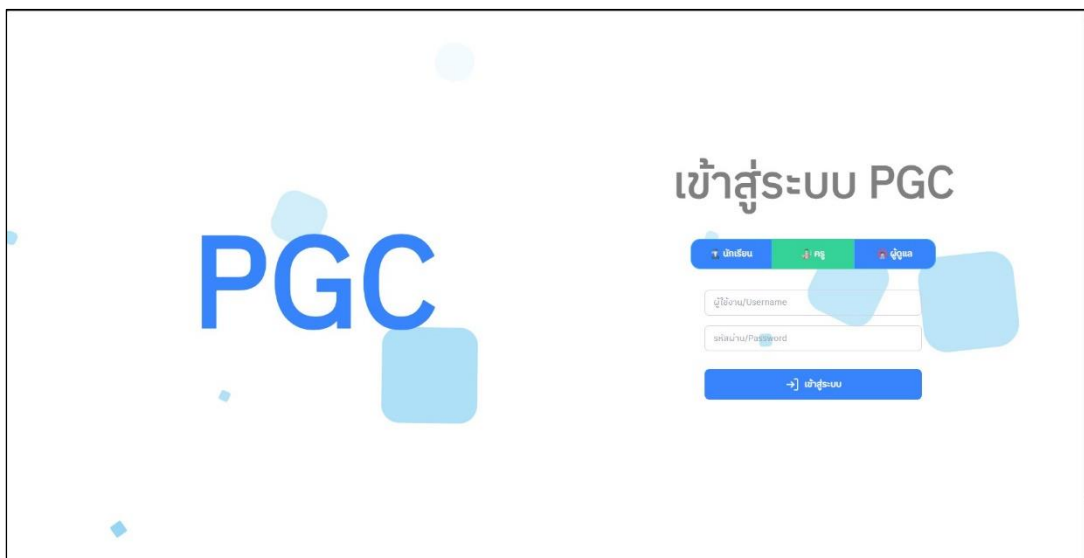 PGC
เข้าสู่ระบบ PGC
นักเรียน ครู ผู้ดูแล
ผู้ใช้งาน/Username
รหัสผ่าน/Password
เข้าสู่ระบบ